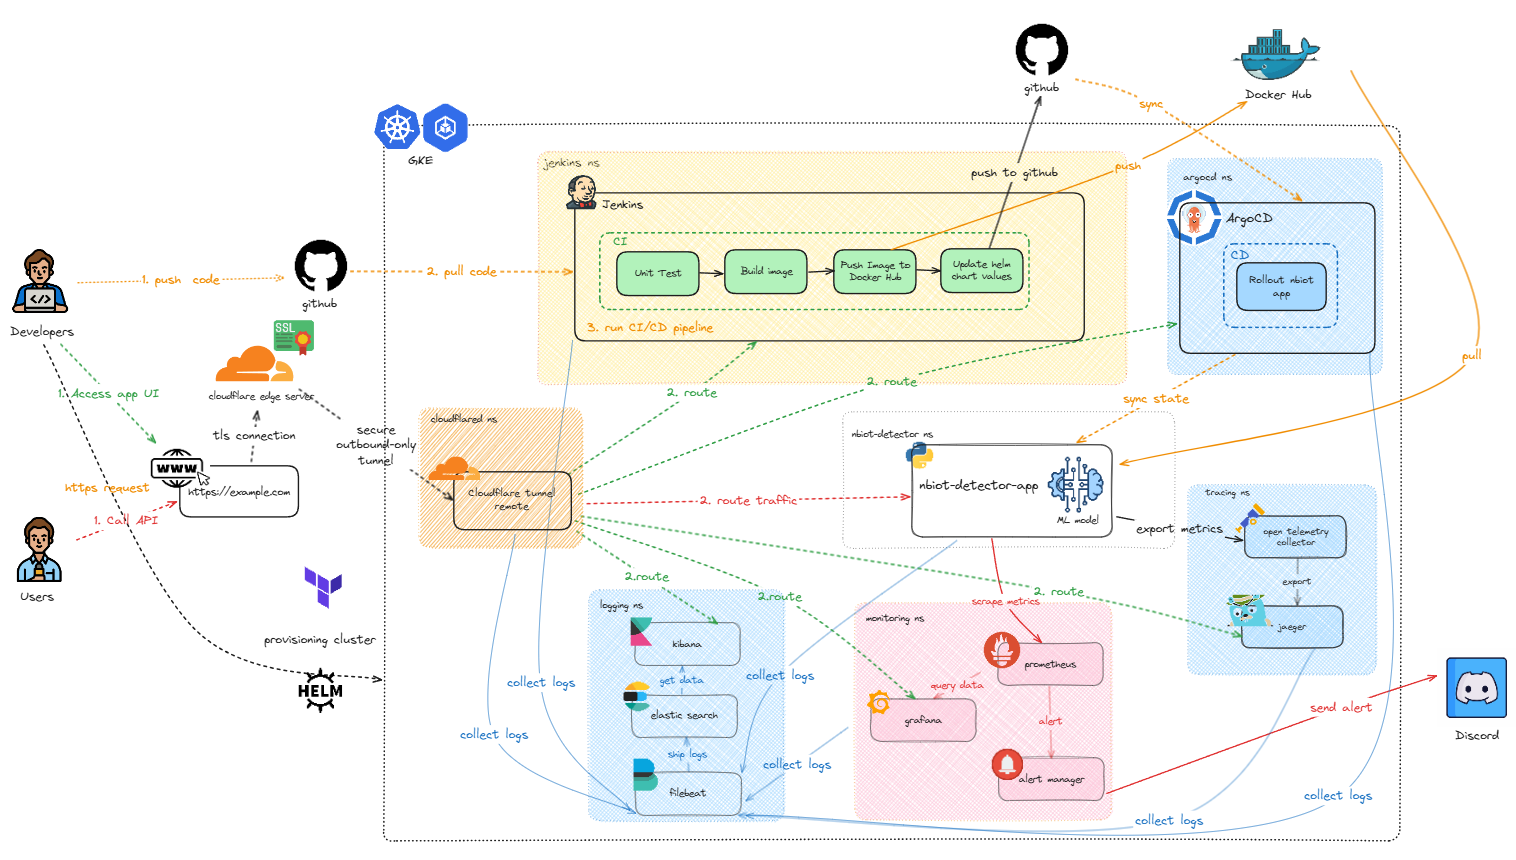 github
Docker Hub
sync
GKE
jenkins ns
push to github
push
argocd ns
Jenkins
ArgoCD
CI
Unit Test
Build image
Push Image to
Docker Hub
Update helm
chart values
CD
Rollout nbiot
app
1. push code
github
2. pull code
3. run CI/CD pipeline
Developers
SSL
pull
1. Access app UI
cloudflare edge server
2. route
2. route
sync state
tls connection
secure
outbound-only
tunnel
cloudflared ns
nbiot-detector ns
www
https request
https://example.com
Cloudflare tunnel
remote
2. route traffic
nbiot-detector-app
ML model
tracing ns
1. Call API
export metrics
open telemetry
collector
Users
2.route
2.route
2. route
export
scrape metrics
logging ns
monitoring ns
jaeger
provisioning cluster
kibana
prometheus
HELM
get data
collect logs
collect logs
query data
elastic search
grafana
alert
send alert
collect logs
ship logs
collect logs
Discord
filebeat
alert manager
collect logs
collect logs